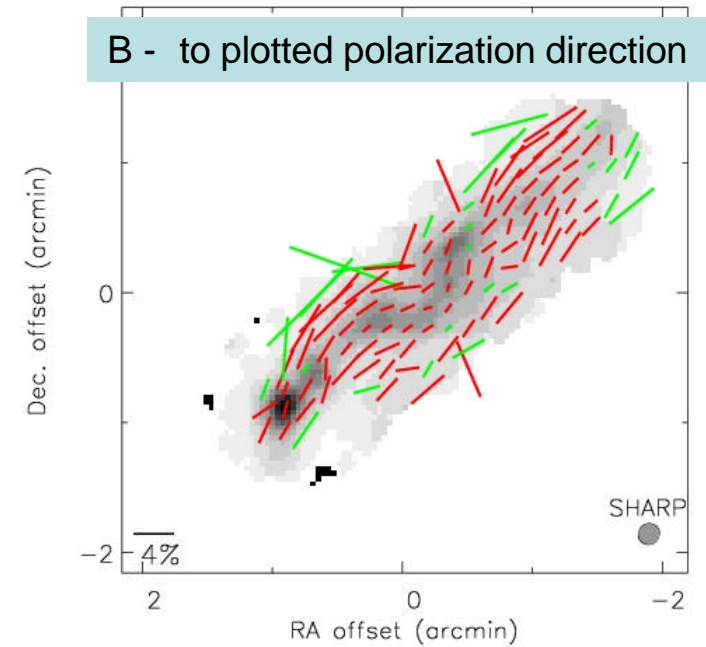 B - to plotted polarization direction
Dec. offset (arcmin)
0
−2
4%
SHARP
2
0
−2
RA offset (arcmin)